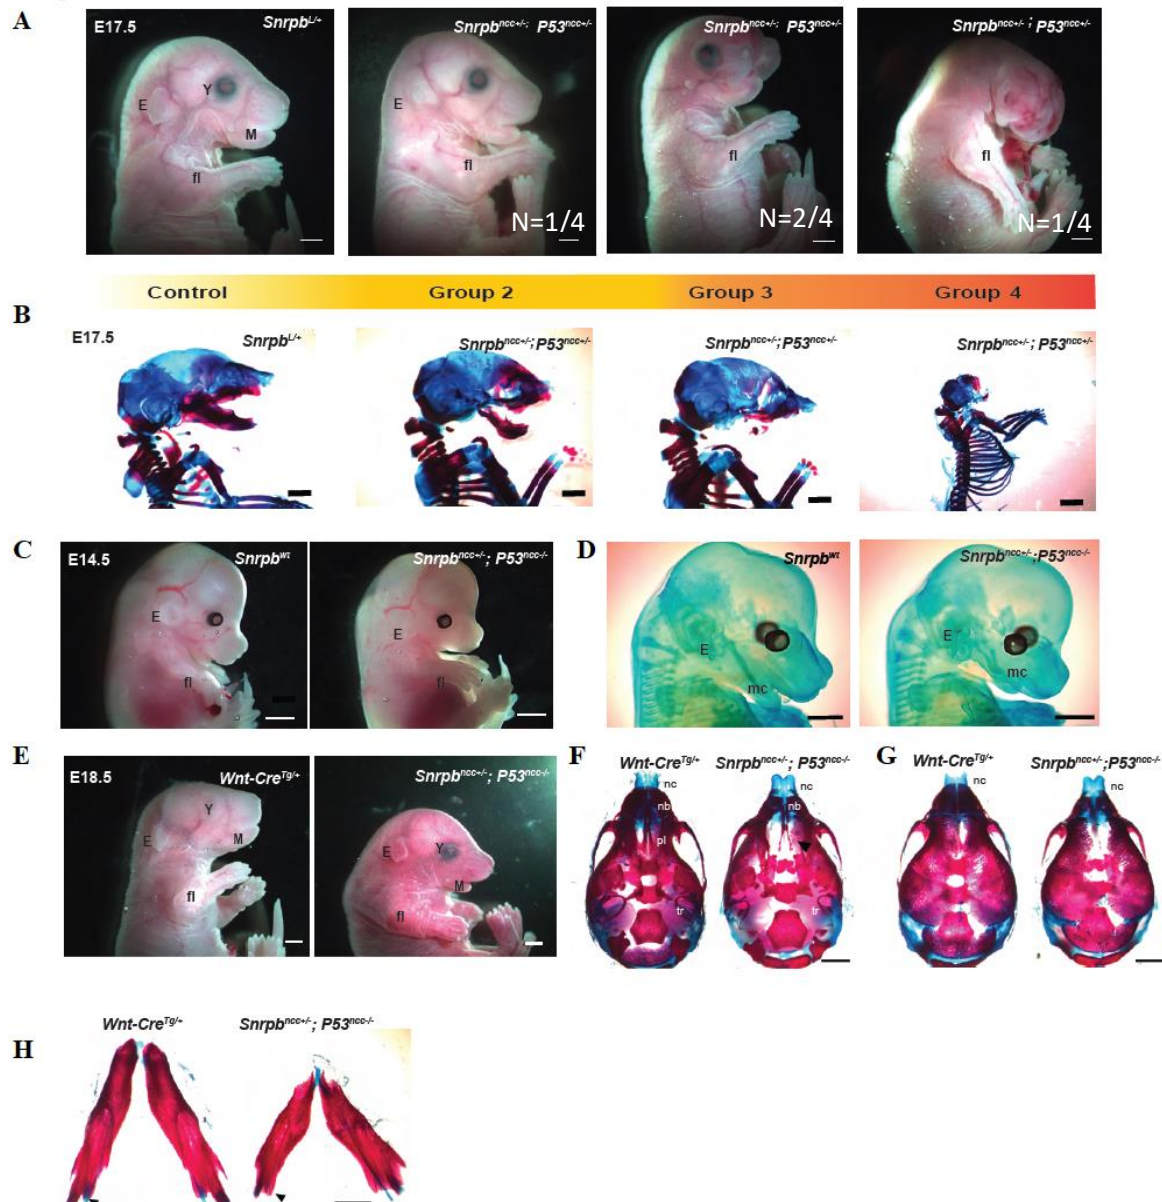 A
E17.5
Snrpb^L/+
Snrpb^ncc+/-; P53^ncc+/-
Snrpb^ncc+/-; P53^ncc+/-
Snrpb^ncc+/-; P53^ncc+/-
E
Y
M
fl
E
fl
N=1/4
fl
N=2/4
fl
N=1/4
Control
Group 2
Group 3
Group 4
B
E17.5
Snrpb^L/+
Snrpb^ncc+/-; P53^ncc+/-
Snrpb^ncc+/-; P53^ncc+/-
Snrpb^ncc+/-; P53^ncc+/-
C
E14.5
Snrpb^wt
Snrpb^ncc+/-; P53^ncc-/-
E
fl
E
fl
D
Snrpb^wt
Snrpb^ncc+/-; P53^ncc-/-
E
mc
E
mc
E
E18.5
Wnt-Cre^Tg/+
Snrpb^ncc+/-; P53^ncc-/-
Y
E
M
fl
E
Y
M
fl
F
Wnt-Cre^Tg/+
Snrpb^ncc+/-; P53^ncc-/-
nc
nb
pl
tr
nc
nb
tr
G
Wnt-Cre^Tg/+
Snrpb^ncc+/-; P53^ncc-/-
nc
nc
H
Wnt-Cre^Tg/+
Snrpb^ncc+/-; P53^ncc-/-